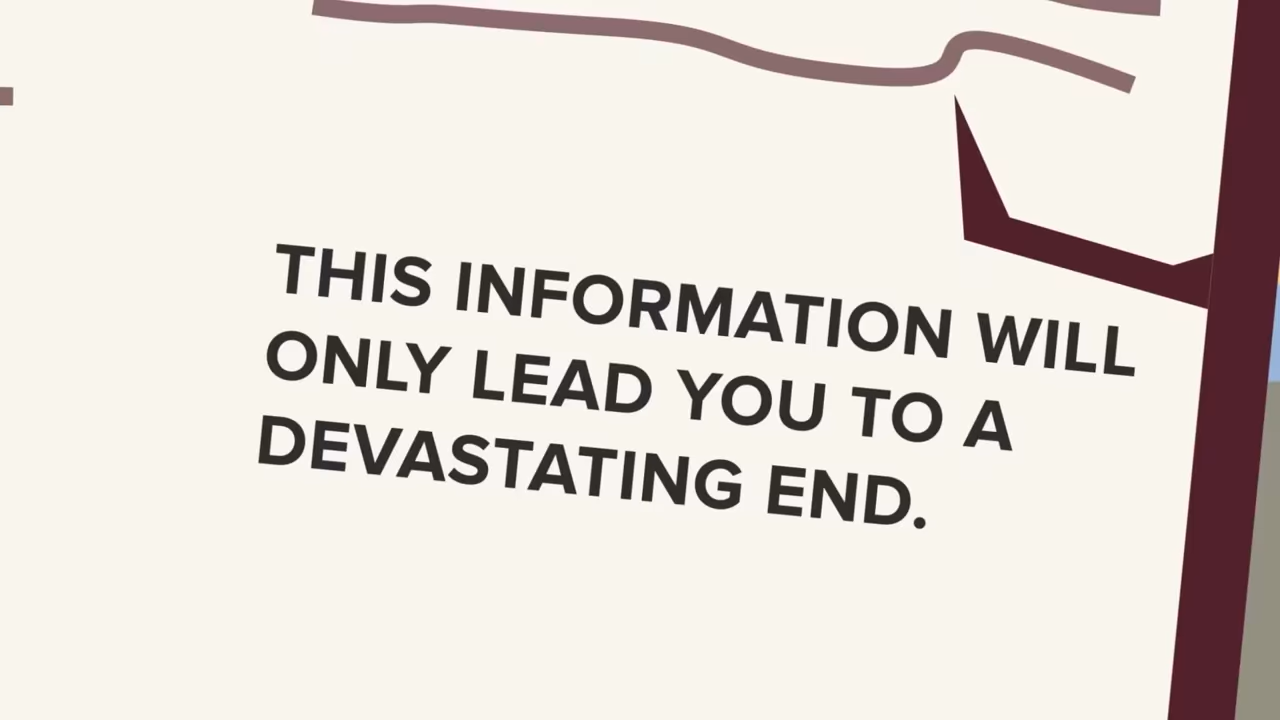 THIS INFORMATION WILL
ONLY LEAD YOU TO A
DEVASTATING END.